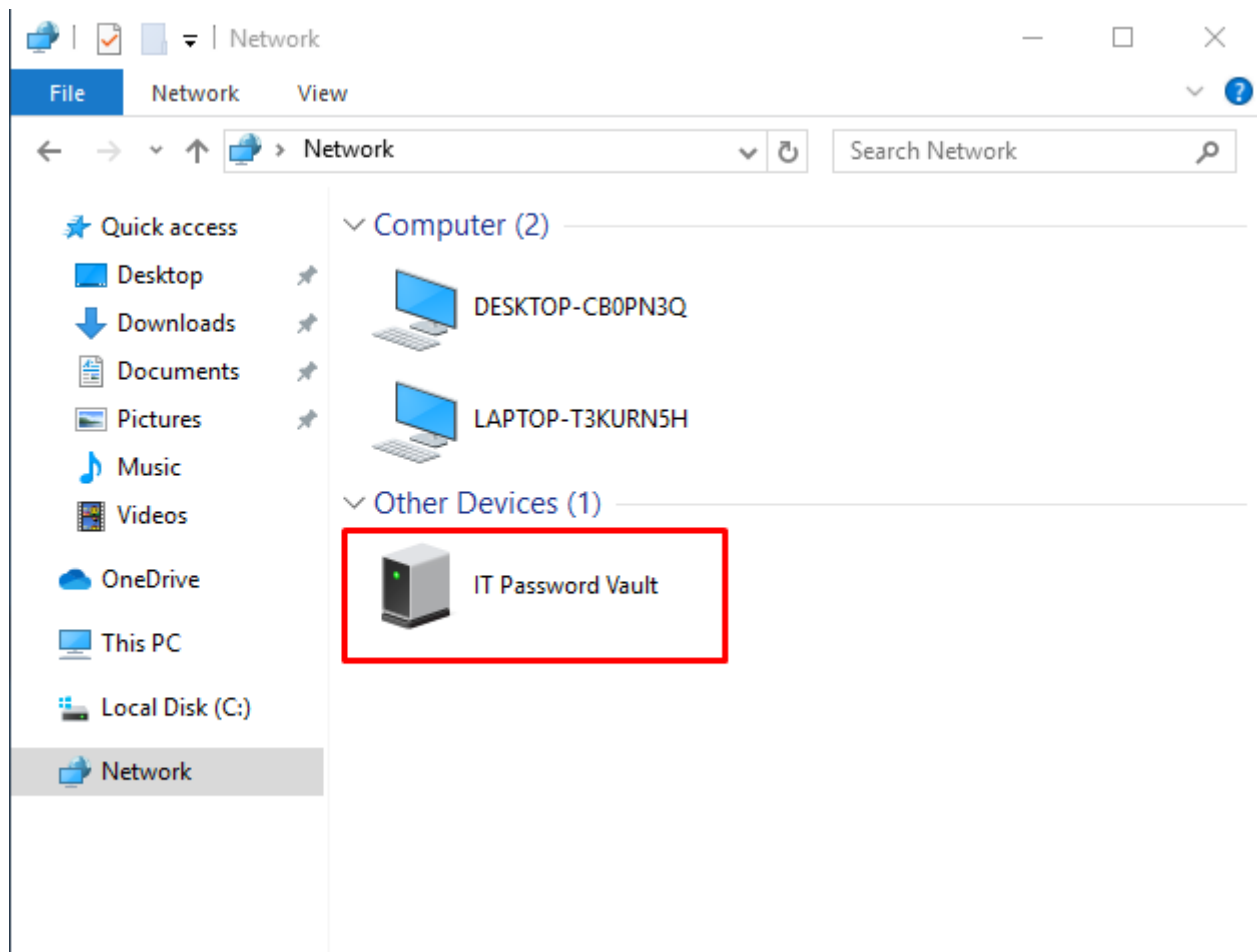 Network
File Network View
Network
Search Network
Quick access
Desktop
Downloads
Documents
Pictures
Music
Videos
OneDrive
This PC
Local Disk (C:)
Network
Computer (2)
DESKTOP-CB0PN3Q
LAPTOP-T3KURN5H
Other Devices (1)
IT Password Vault